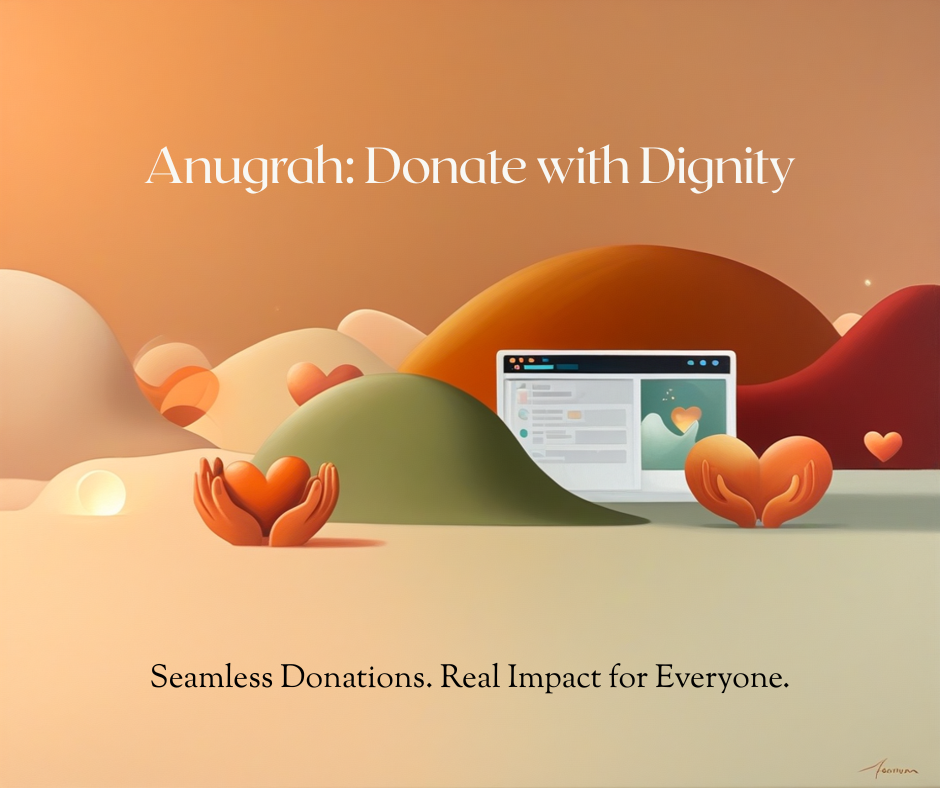 Anugrah: Donate with Dignity
Seamless Donations. Real Impact for Everyone.